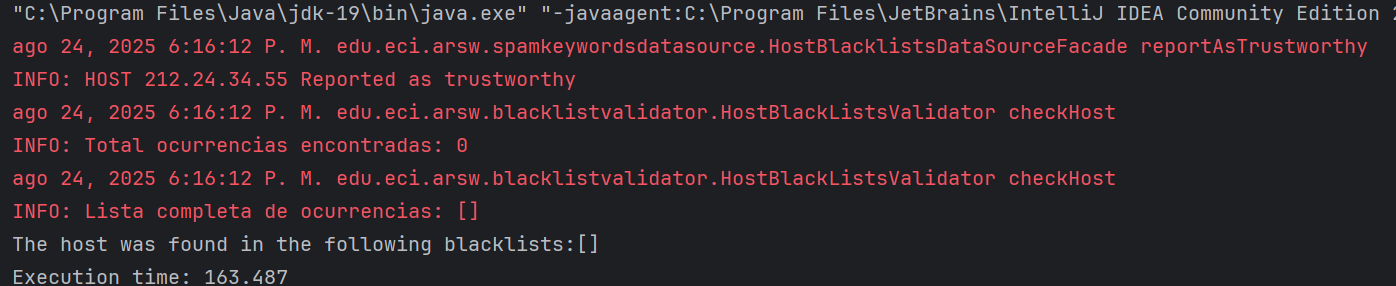 "C:\Program Files\Java\jdk-19\bin\java.exe" "-javaagent:C:\Program Files\JetBrains\IntelliJ IDEA Community Edition 2
ago 24, 2025 6:16:12 P. M. edu.eci.arsw.spamkeywordsdatasource.HostBlacklistsDataSourceFacade reportAsTrustworthy
INFO: HOST 212.24.34.55 Reported as trustworthy
ago 24, 2025 6:16:12 P. M. edu.eci.arsw.blacklistvalidator.HostBlackListsValidator checkHost
INFO: Total ocurrencias encontradas: 0
ago 24, 2025 6:16:12 P. M. edu.eci.arsw.blacklistvalidator.HostBlackListsValidator checkHost
INFO: Lista completa de ocurrencias: []
The host was found in the following blacklists:[]
Execution time: 163.487